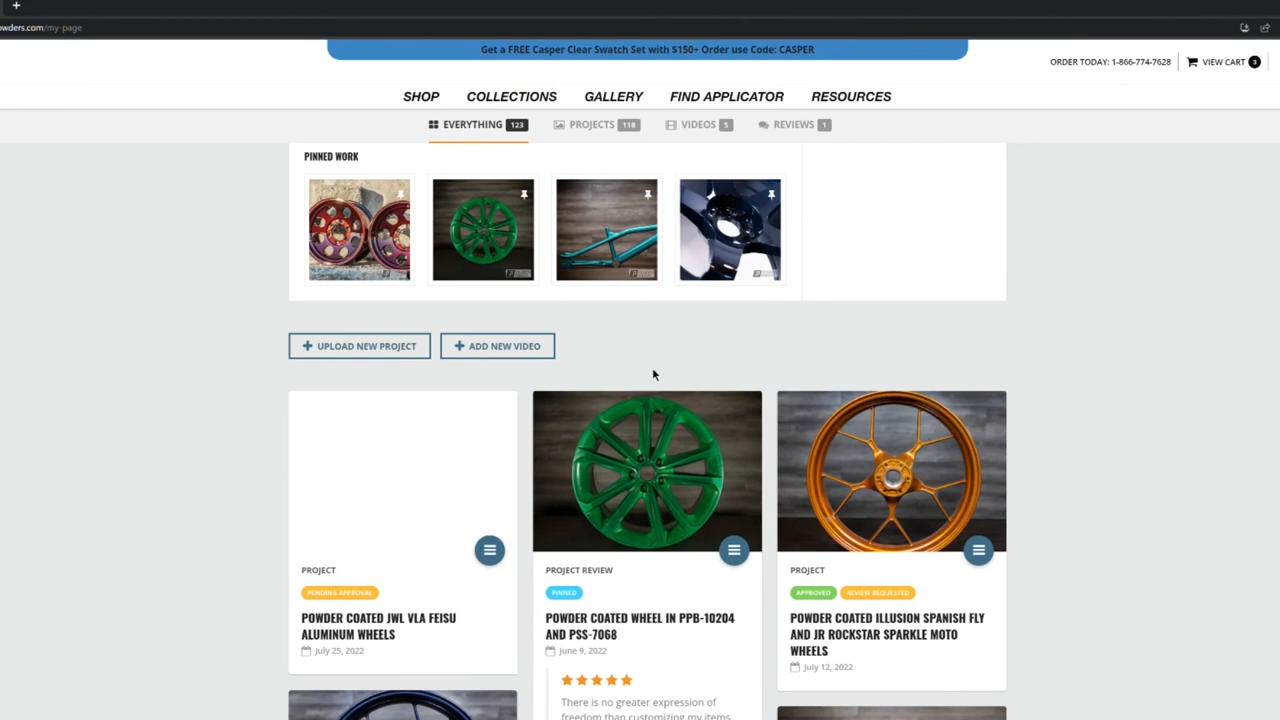 owders.com/my-page
Get a FREE Casper Clear Swatch Set with $150+ Order use Code: CASPER
ORDER TODAY: 1-866-774-7628
VIEW CART 3
SHOP COLLECTIONS GALLERY FIND APPLICATOR RESOURCES
EVERYTHING 123 PROJECTS 118 VIDEOS 5 REVIEWS 1
PINNED WORK
UPLOAD NEW PROJECT
ADD NEW VIDEO
PROJECT
PENDING APPROVAL
POWDER COATED JWL VLA FEISU
ALUMINUM WHEELS
July 25, 2022
PROJECT REVIEW
PINNED
POWDER COATED WHEEL IN PPB-10204
AND PSS-7068
June 9, 2022
There is no greater expression of
freedom than customizing my items
PROJECT
APPROVED REVIEW REQUESTED
POWDER COATED ILLUSION SPANISH FLY
AND JR ROCKSTAR SPARKLE MOTO
WHEELS
July 12, 2022